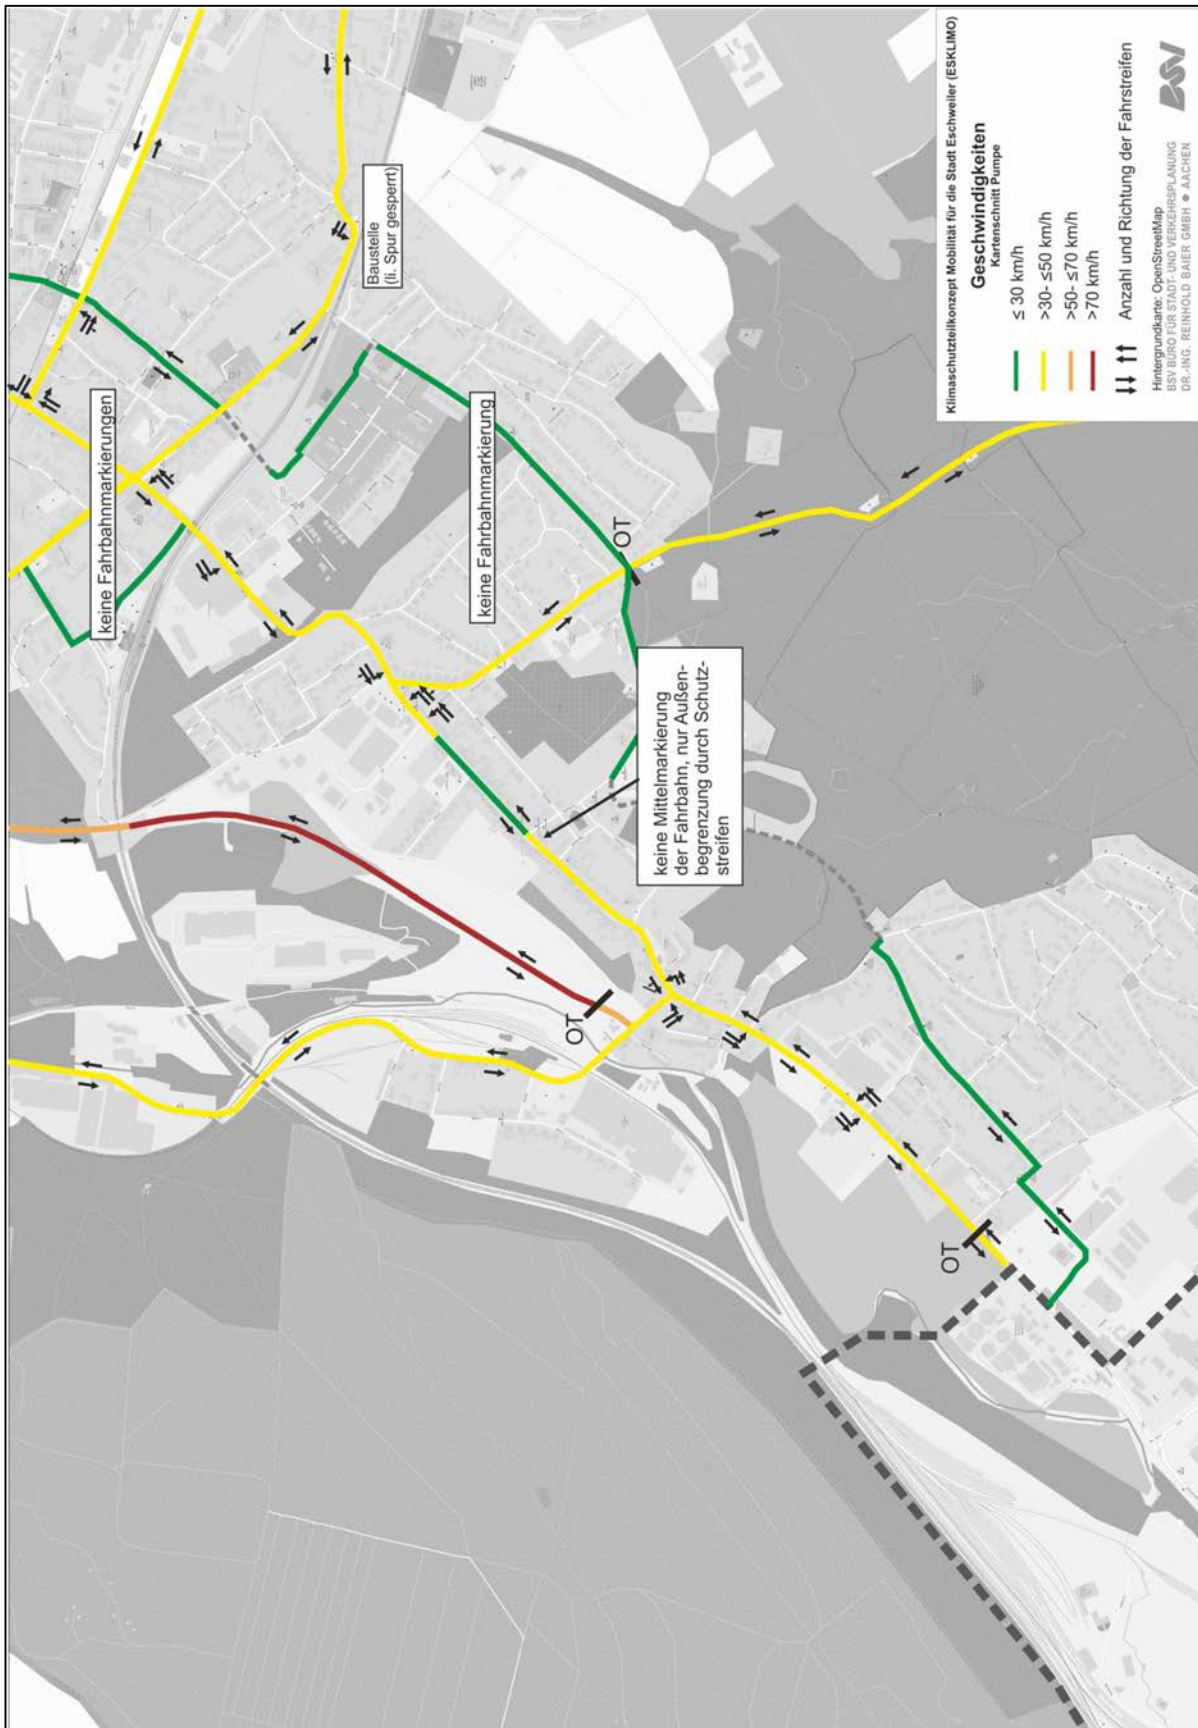 keine Fahrbahnmarkierungen
Baustelle
(li. Spur gesperrt)
keine Fahrbahnmarkierung
OT
keine Mittelmarkierung
der Fahrbahn, nur Außen-
begrenzung durch Schutz-
streifen
OT
OT
Klimaschutzteilkonzept Mobilität für die Stadt Eschweiler (ESKLIMO)
Geschwindigkeiten
Kartenschnitt Pumpe
≤ 30 km/h
>30- ≤50 km/h
>50- ≤70 km/h
>70 km/h
Anzahl und Richtung der Fahrstreifen
Hintergrundkarte: OpenStreetMap
BSV BÜRO FÜR STADT- UND VERKEHRSPLANUNG
DR.-ING. REINHOLD BAIER GMBH ● AACHEN
BSV